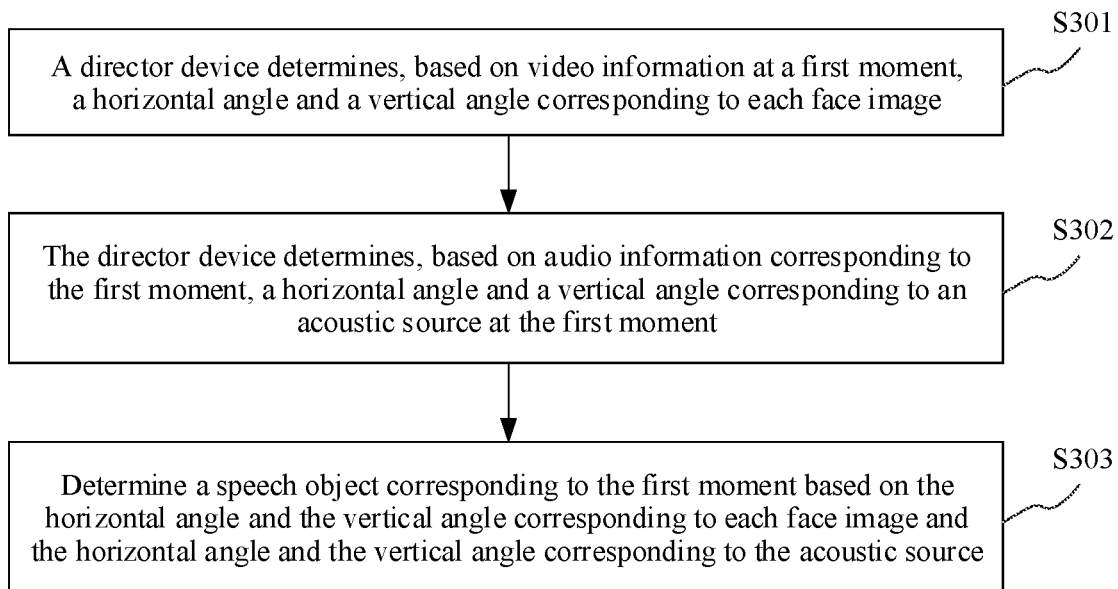 S301
A director device determines, based on video information at a first moment,
a horizontal angle and a vertical angle corresponding to each face image
S302
The director device determines, based on audio information corresponding to
the first moment, a horizontal angle and a vertical angle corresponding to an
acoustic source at the first moment
S303
Determine a speech object corresponding to the first moment based on the
horizontal angle and the vertical angle corresponding to each face image and
the horizontal angle and the vertical angle corresponding to the acoustic source